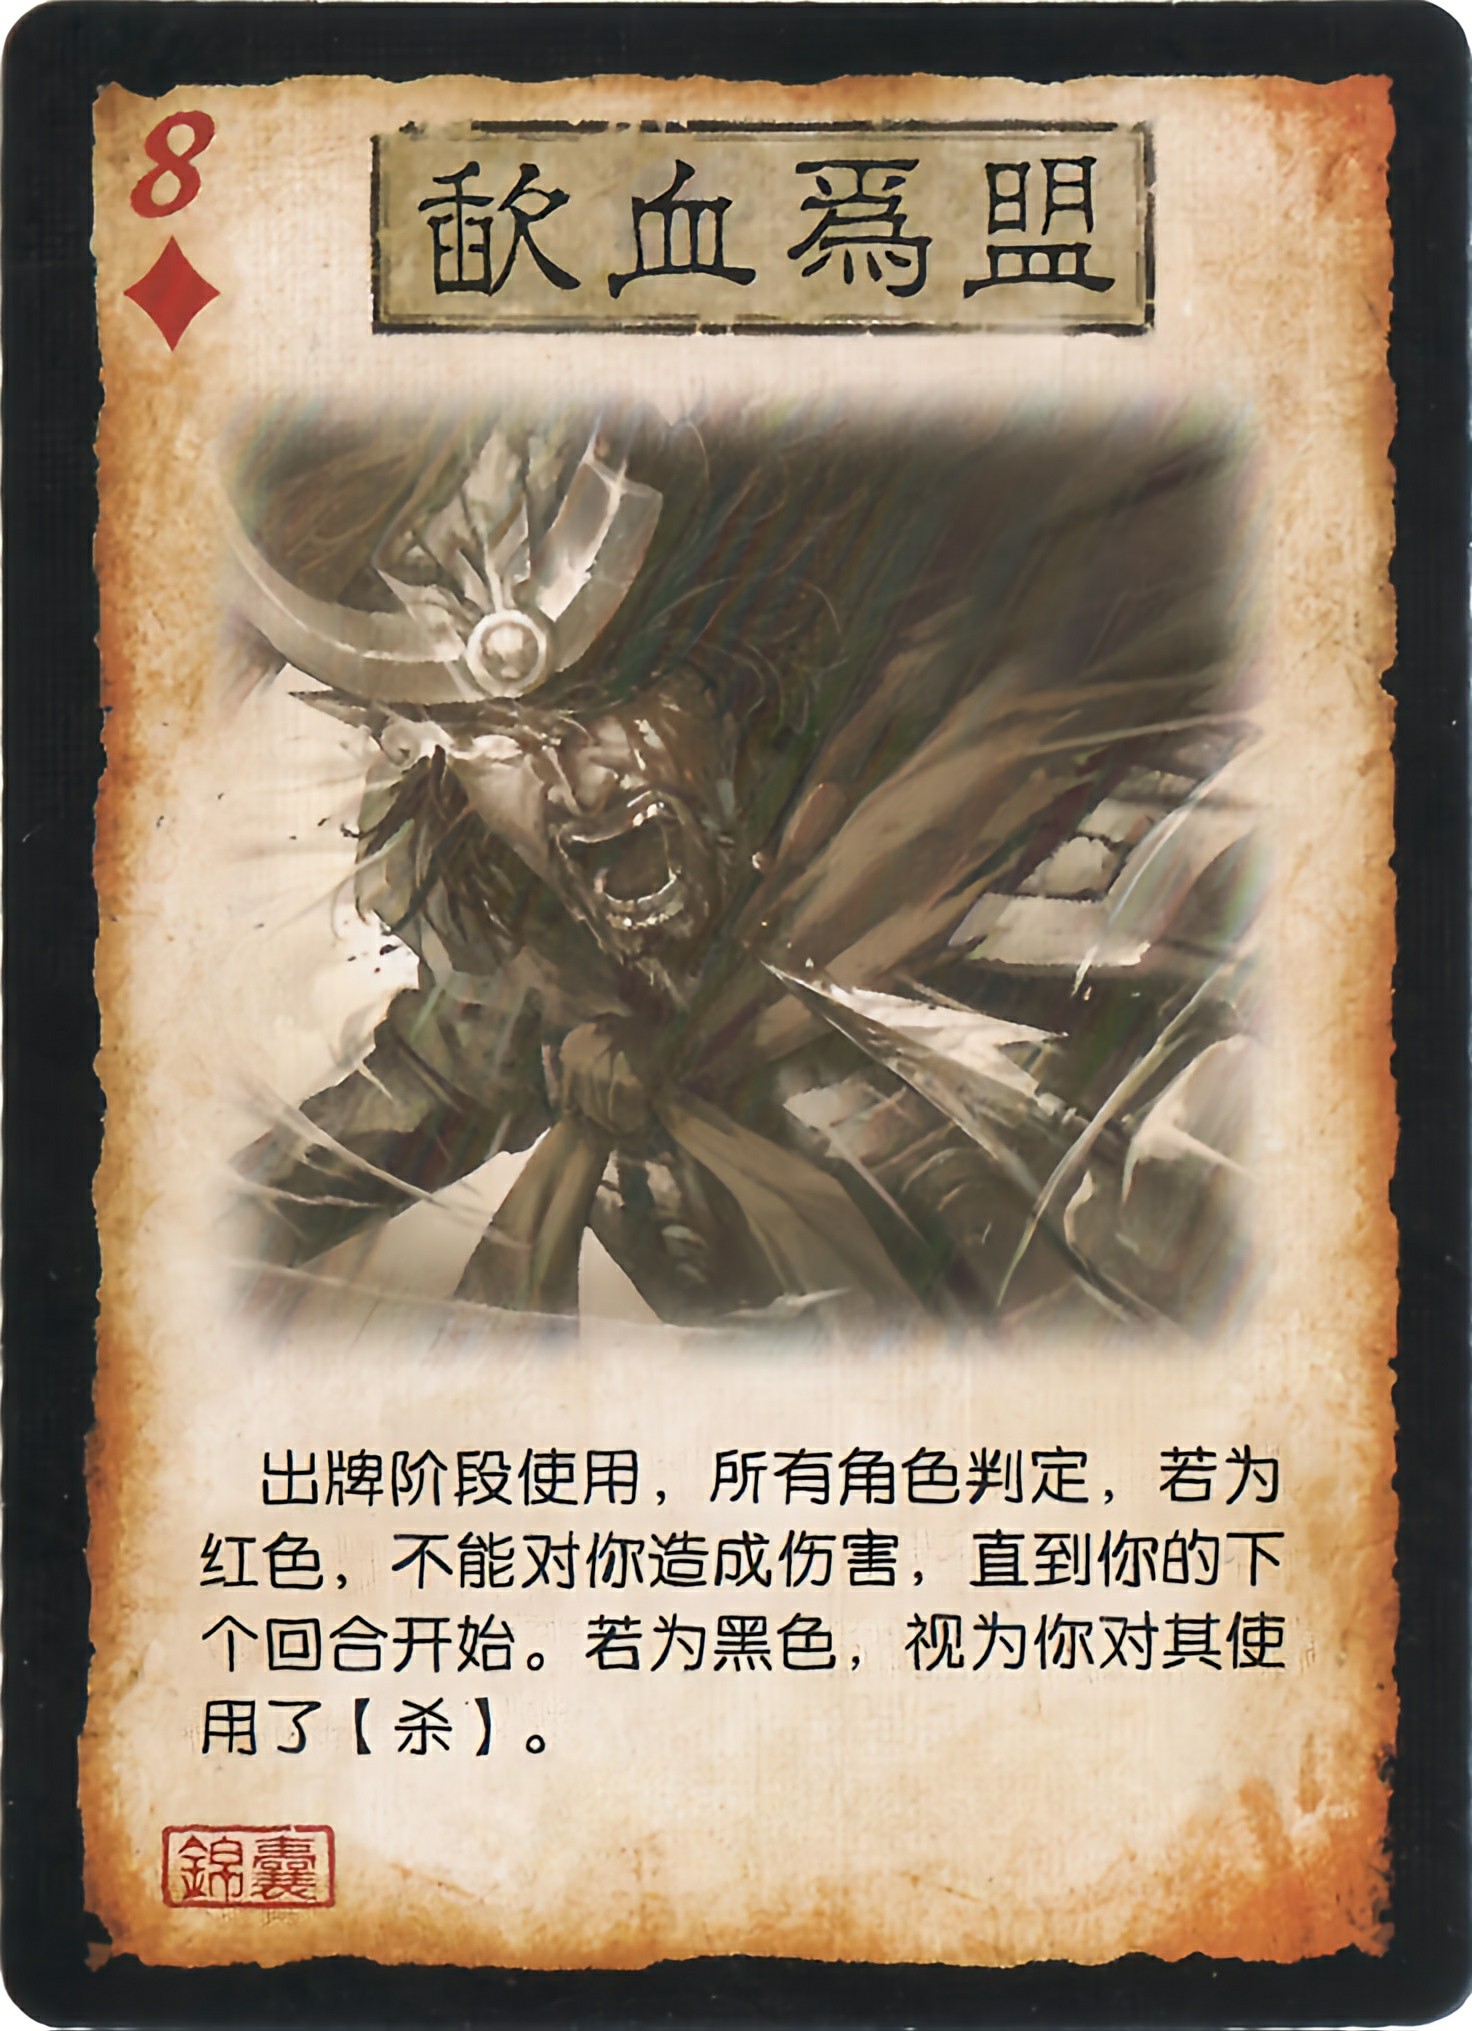 8
歃血爲盟
出牌阶段使用，所有角色判定，若为
红色，不能对你造成伤害，直到你的下
个回合开始。若为黑色，视为你对其使
用了【杀】。
錦囊